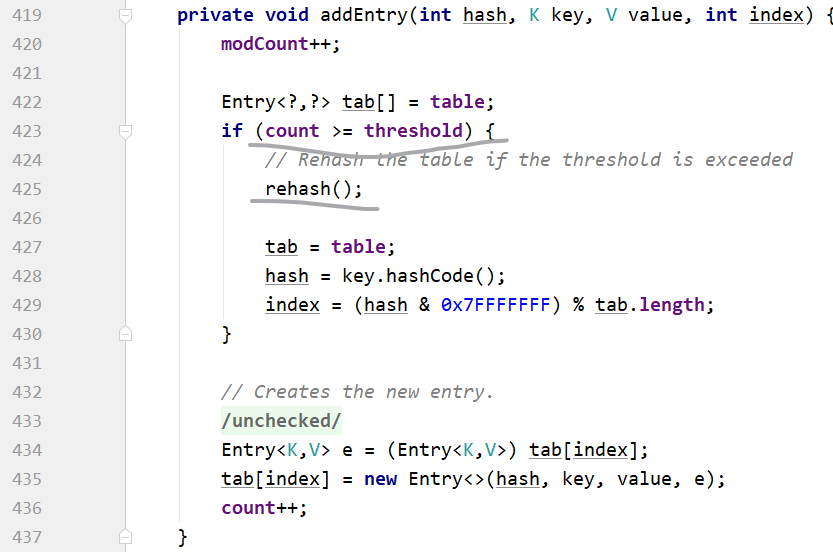 419 private void addEntry(int hash, K key, V value, int index) {
420 modCount++;
421
422 Entry<?,?> tab[] = table;
423 if (count >= threshold) {
424 // Rehash the table if the threshold is exceeded
425 rehash();
426
427 tab = table;
428 hash = key.hashCode();
429 index = (hash & 0x7FFFFFFF) % tab.length;
430 }
431
432 // Creates the new entry.
433 /unchecked/
434 Entry<K,V> e = (Entry<K,V>) tab[index];
435 tab[index] = new Entry<>(hash, key, value, e);
436 count++;
437 }